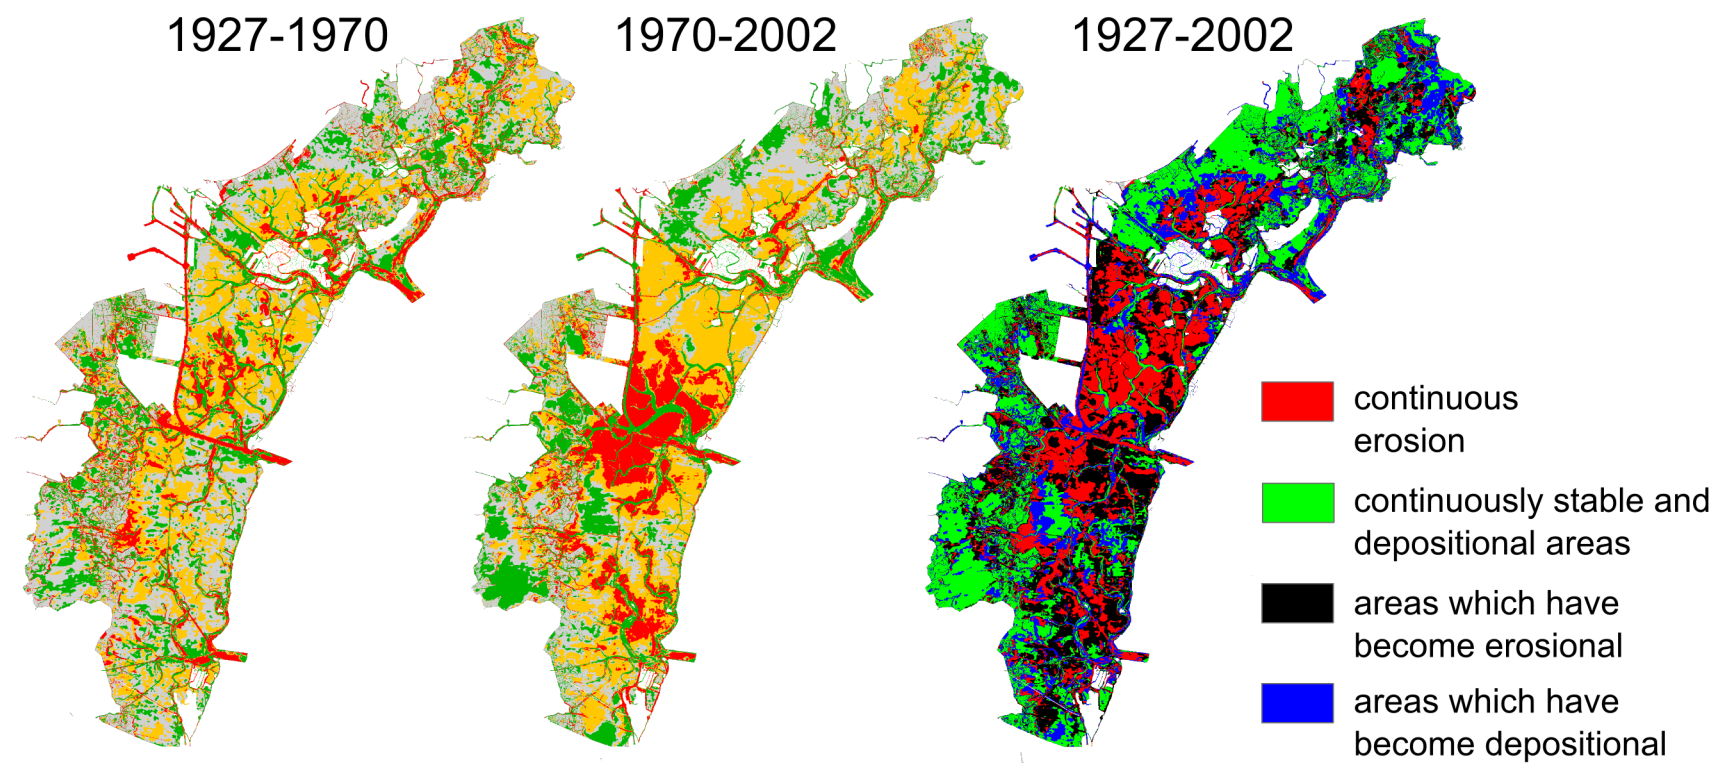 1927-1970
1970-2002
1927-2002
continuous
erosion
continuously stable and
depositional areas
areas which have
become erosional
areas which have
become depositional